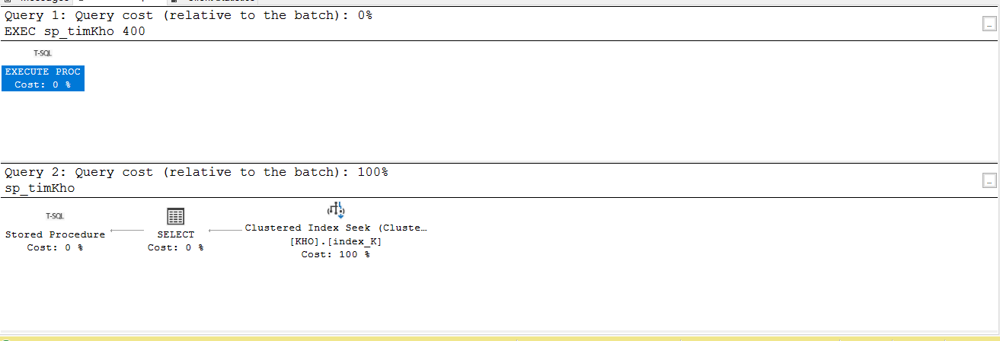 Query 1: Query cost (relative to the batch): 0%
EXEC sp_timKho 400
T-SQL
EXECUTE PROC
Cost: 0 %
Query 2: Query cost (relative to the batch): 100%
sp_timKho
T-SQL
Stored Procedure
Cost: 0 %
SELECT
Cost: 0 %
Clustered Index Seek (Cluste…
[KHO].[index_K]
Cost: 100 %